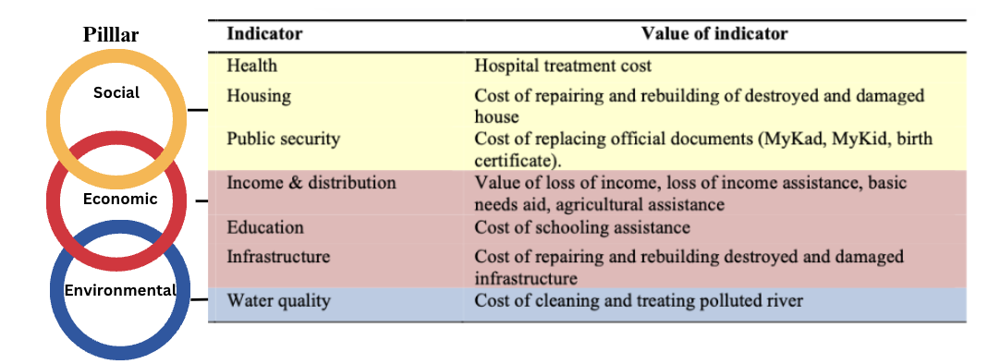 Pilllar
Indicator Value of indicator
Social
Health Hospital treatment cost
Housing Cost of repairing and rebuilding of destroyed and damaged
house
Public security Cost of replacing official documents (MyKad, MyKid, birth
certificate).
Economic
Income & distribution Value of loss of income, loss of income assistance, basic
needs aid, agricultural assistance
Education Cost of schooling assistance
Infrastructure Cost of repairing and rebuilding destroyed and damaged
infrastructure
Environmental
Water quality Cost of cleaning and treating polluted river